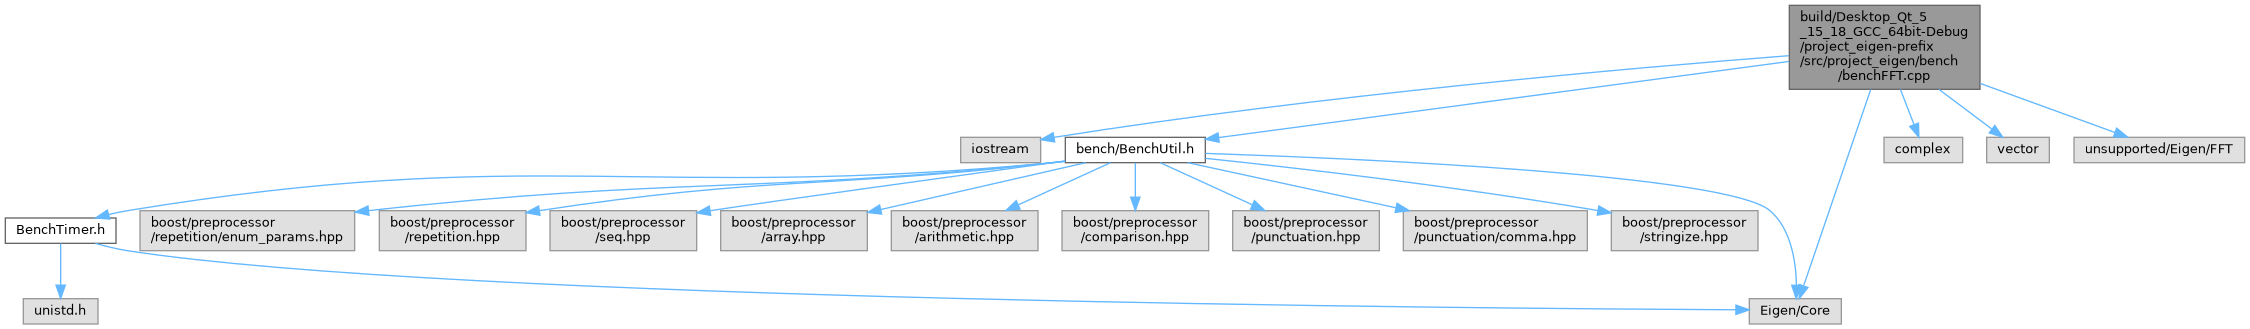 build/Desktop_Qt_5
_15_18_GCC_64bit-Debug
/project_eigen-prefix
/src/project_eigen/bench
/benchFFT.cpp
iostream
bench/BenchUtil.h
complex
vector
unsupported/Eigen/FFT
BenchTimer.h
boost/preprocessor
/repetition/enum_params.hpp
boost/preprocessor
/repetition.hpp
boost/preprocessor
/seq.hpp
boost/preprocessor
/array.hpp
boost/preprocessor
/arithmetic.hpp
boost/preprocessor
/comparison.hpp
boost/preprocessor
/punctuation.hpp
boost/preprocessor
/punctuation/comma.hpp
boost/preprocessor
/stringize.hpp
unistd.h
Eigen/Core